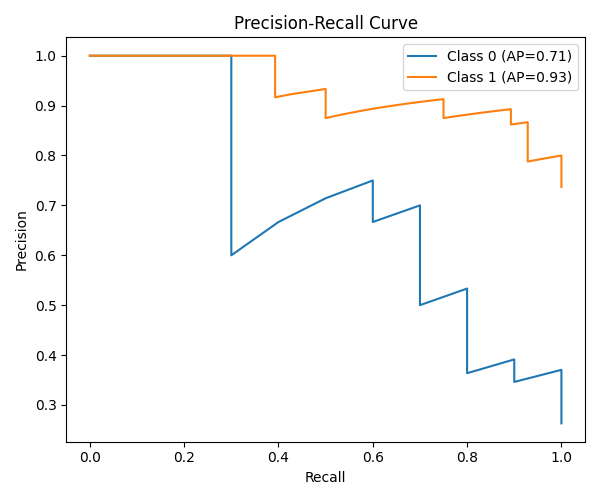 Precision-Recall Curve
Class 0 (AP=0.71)
Class 1 (AP=0.93)
Precision
1.0
0.9
0.8
0.7
0.6
0.5
0.4
0.3
0.0 0.2 0.4 0.6 0.8 1.0
Recall